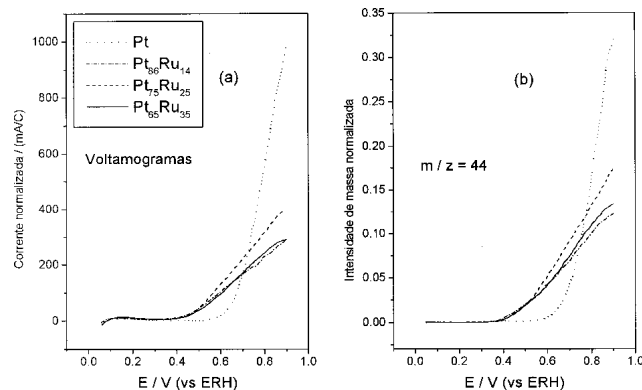 Corrente normalizada / (mA/C)
1000
800
600
400
200
0
Pt
Pt86Ru14
Pt75Ru25
Pt65Ru35
(a)
Voltamogramas
0.0 0.2 0.4 0.6 0.8 1.0
E / V (vs ERH)
Intensidade de massa normalizada
0.35
0.30
0.25
0.20
0.15
0.10
0.05
0.00
(b)
m / z = 44
0.0 0.2 0.4 0.6 0.8 1.0
E / V (vs ERH)